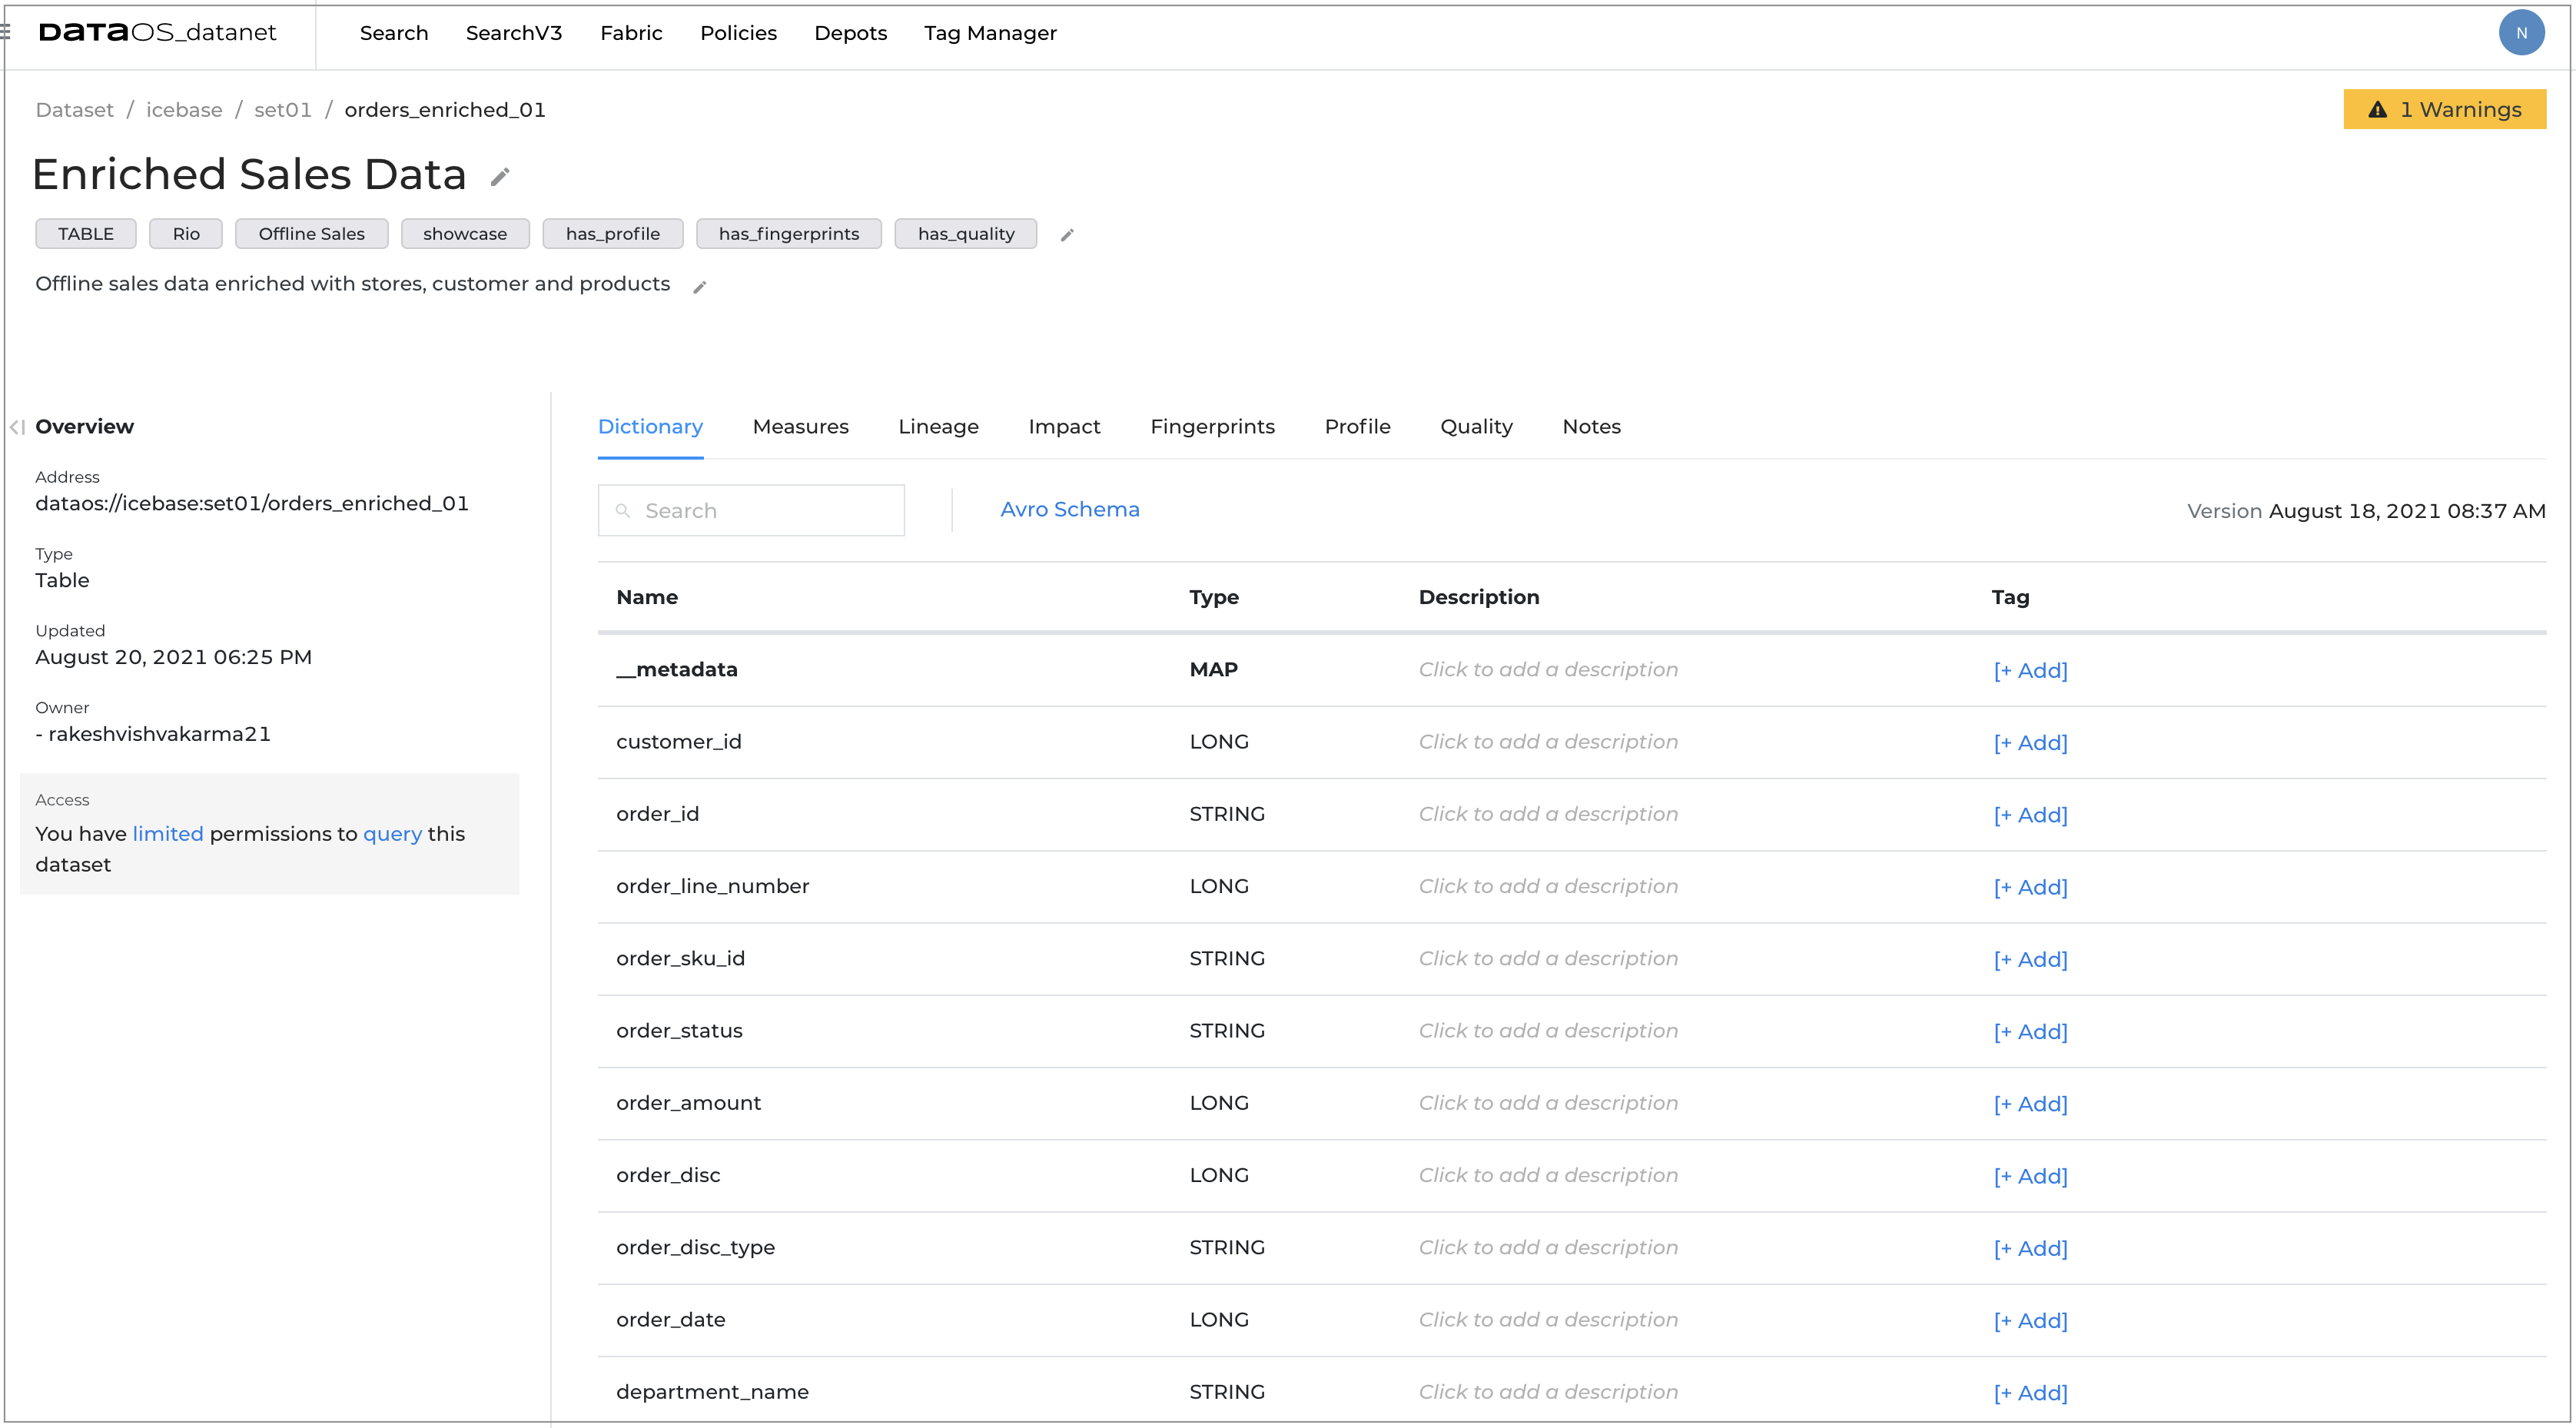 DATAOS_datanet Search SearchV3 Fabric Policies Depots Tag Manager N
Dataset / icebase / set01 / orders_enriched_01
1 Warnings
Enriched Sales Data
TABLE Rio Offline Sales showcase has_profile has_fingerprints has_quality
Offline sales data enriched with stores, customer and products
Overview
Address
dataos://icebase:set01/orders_enriched_01
Type
Table
Updated
August 20, 2021 06:25 PM
Owner
- rakeshvishvakarma21
Access
You have limited permissions to query this
dataset
Dictionary Measures Lineage Impact Fingerprints Profile Quality Notes
Search Avro Schema Version August 18, 2021 08:37 AM
Name Type Description Tag
__metadata MAP Click to add a description [+ Add]
customer_id LONG Click to add a description [+ Add]
order_id STRING Click to add a description [+ Add]
order_line_number LONG Click to add a description [+ Add]
order_sku_id STRING Click to add a description [+ Add]
order_status STRING Click to add a description [+ Add]
order_amount LONG Click to add a description [+ Add]
order_disc LONG Click to add a description [+ Add]
order_disc_type STRING Click to add a description [+ Add]
order_date LONG Click to add a description [+ Add]
department_name STRING Click to add a description [+ Add]